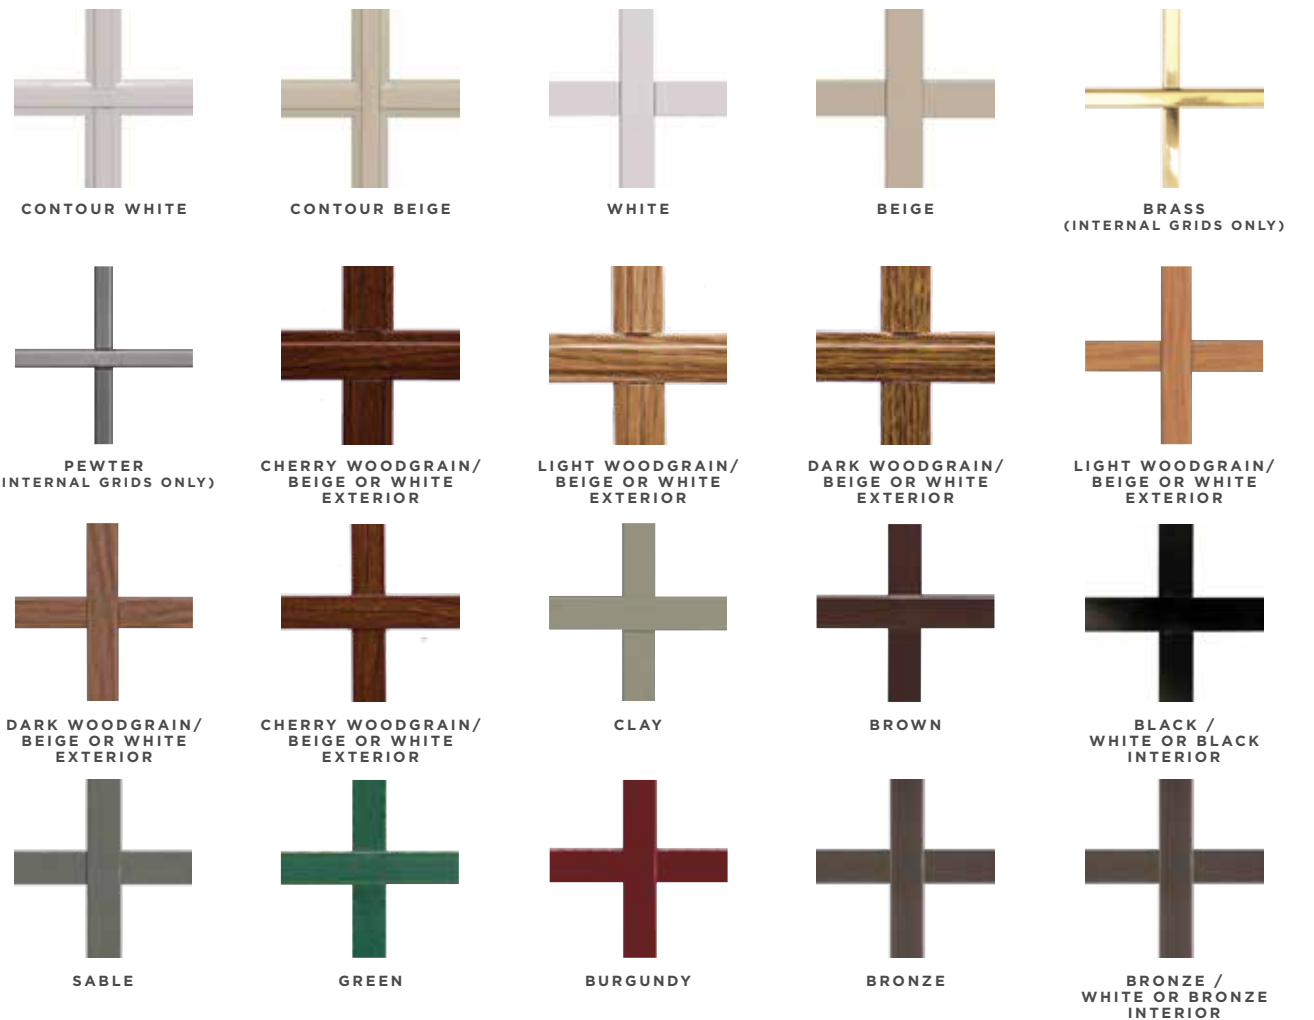 CONTOUR WHITE
CONTOUR BEIGE
WHITE
BEIGE
BRASS
(INTERNAL GRIDS ONLY)
PEWTER
INTERNAL GRIDS ONLY)
CHERRY WOODGRAIN/
BEIGE OR WHITE
EXTERIOR
LIGHT WOODGRAIN/
BEIGE OR WHITE
EXTERIOR
DARK WOODGRAIN/
BEIGE OR WHITE
EXTERIOR
LIGHT WOODGRAIN/
BEIGE OR WHITE
EXTERIOR
DARK WOODGRAIN/
BEIGE OR WHITE
EXTERIOR
CHERRY WOODGRAIN/
BEIGE OR WHITE
EXTERIOR
CLAY
BROWN
BLACK /
WHITE OR BLACK
INTERIOR
SABLE
GREEN
BURGUNDY
BRONZE
BRONZE /
WHITE OR BRONZE
INTERIOR